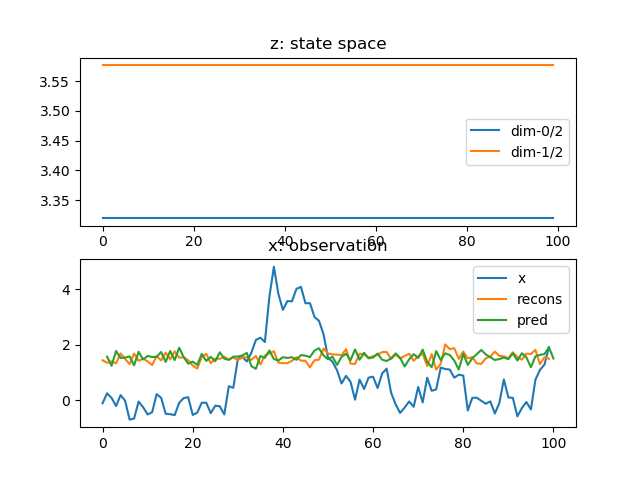 z: state space
3.55
3.50
3.45
3.40
3.35
dim-0/2
dim-1/2
0 20 40 60 80 100
x: observation
4
2
0
x
recons
pred
0 20 40 60 80 100